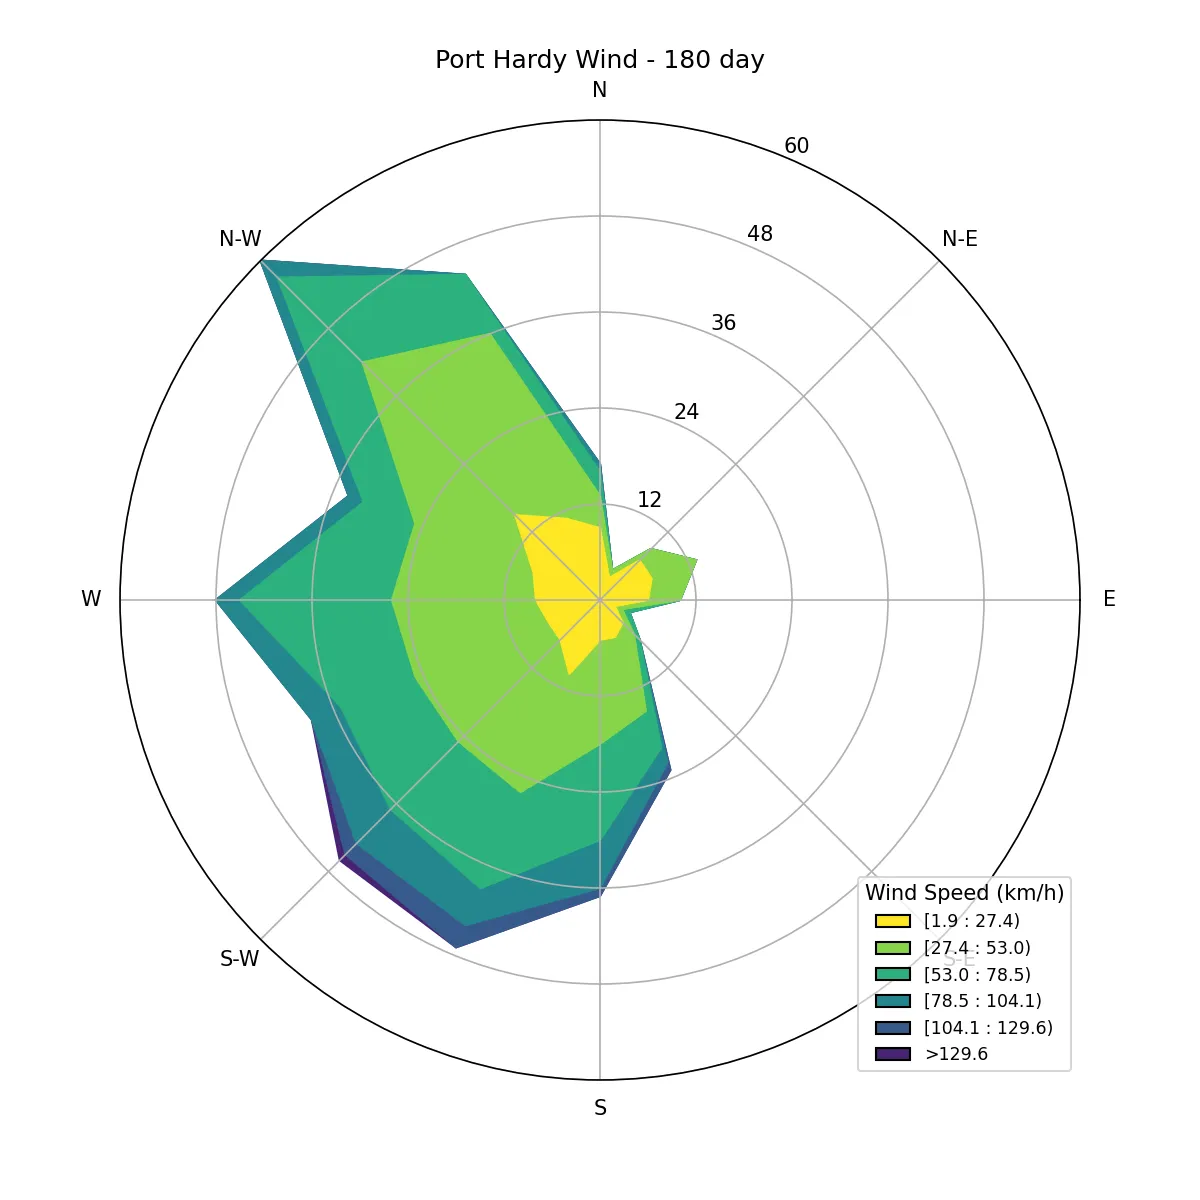 Port Hardy Wind - 180 day
N
60
N-W
48
N-E
36
24
12
W
E
Wind Speed (km/h)
[1.9 : 27.4)
[27.4 : 53.0)
S-W
S-E
[53.0 : 78.5)
[78.5 : 104.1)
[104.1 : 129.6)
>129.6
S